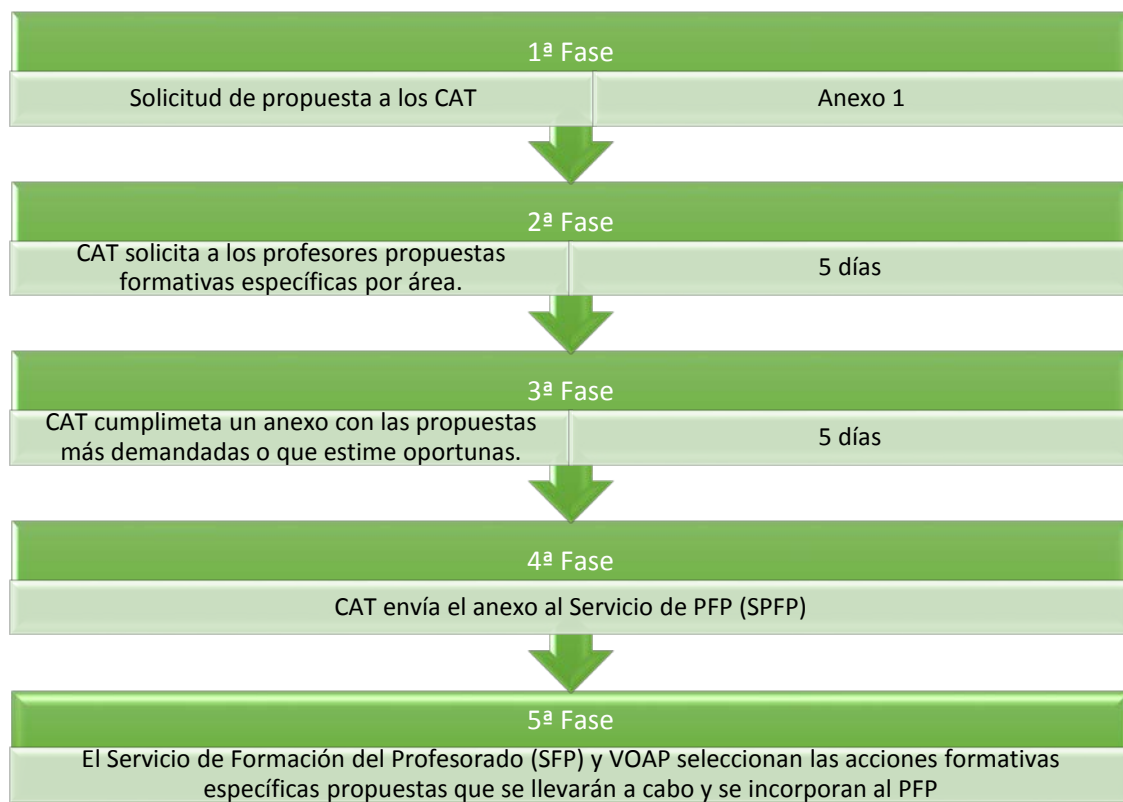 1ª Fase
Solicitud de propuesta a los CAT
Anexo 1
2ª Fase
CAT solicita a los profesores propuestas
formativas específicas por área.
5 días
3ª Fase
CAT cumplimeta un anexo con las propuestas
más demandadas o que estime oportunas.
5 días
4ª Fase
CAT envía el anexo al Servicio de PFP (SPFP)
5ª Fase
El Servicio de Formación del Profesorado (SFP) y VOAP seleccionan las acciones formativas
específicas propuestas que se llevarán a cabo y se incorporan al PFP